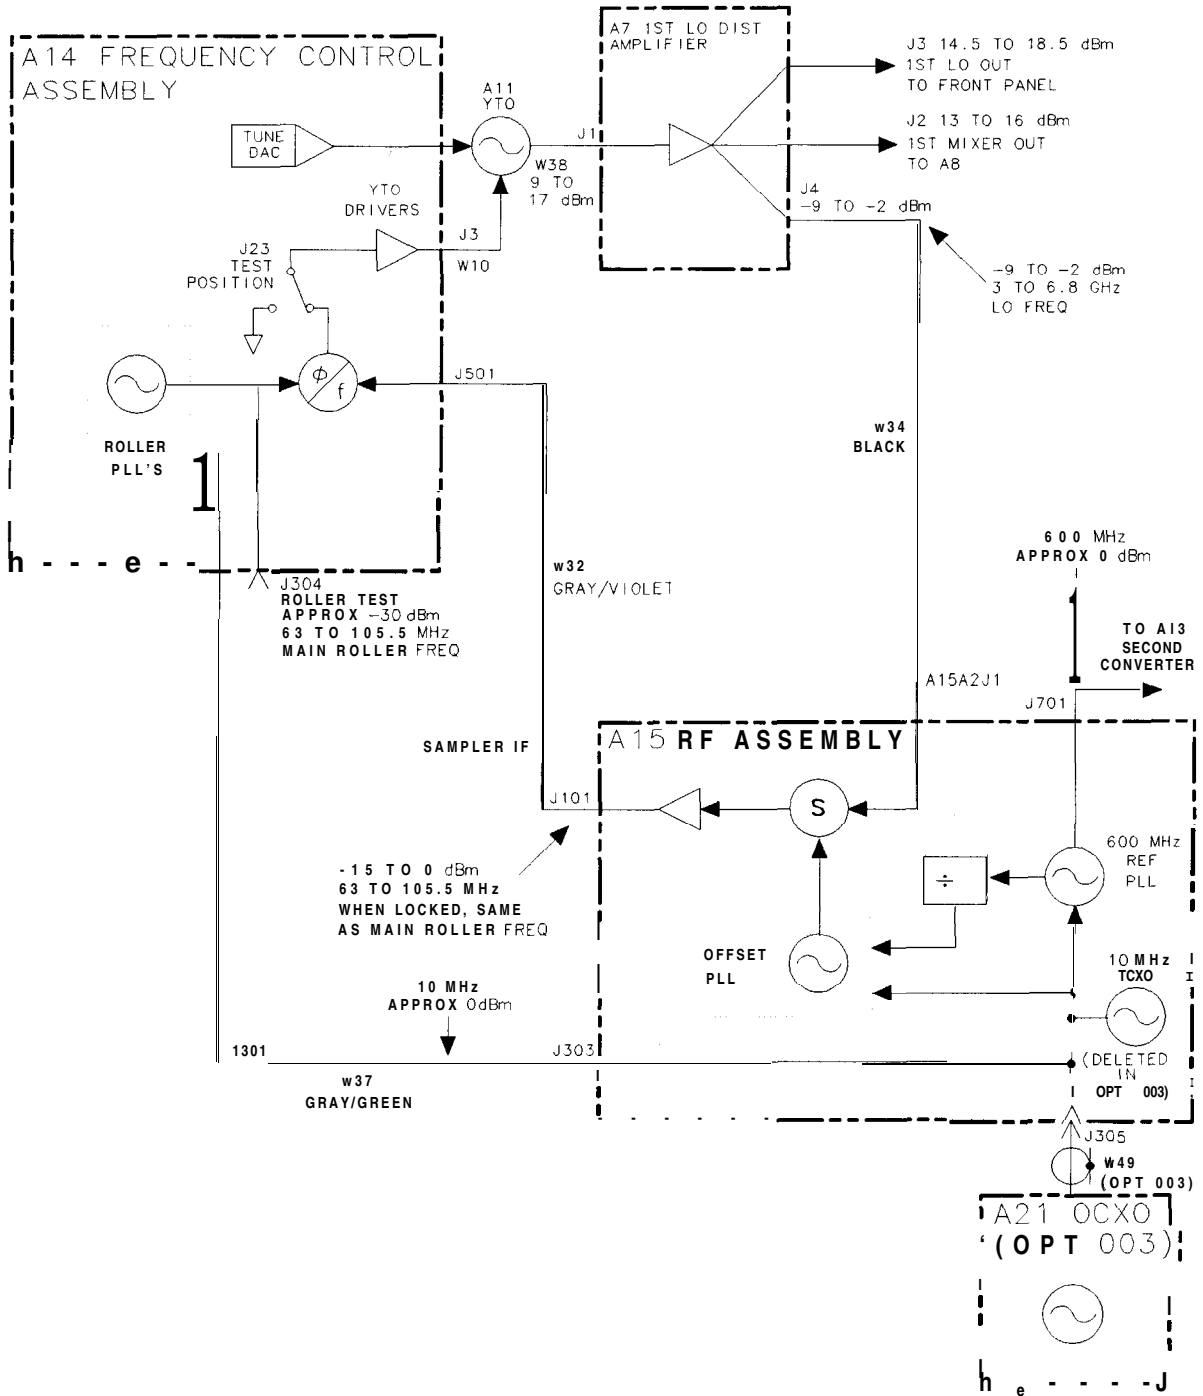 A14 FREQUENCY CONTROL
ASSEMBLY
TUNE
DAC
A11
YTO
J1
W38
9 TO
17 dBm
A7 1ST LO DIST
AMPLIFIER
J3 14.5 TO 18.5 dBm
1ST LO OUT
TO FRONT PANEL
J2 13 TO 16 dBm
1ST MIXER OUT
TO A8
J4
-9 TO -2 dBm
-9 TO -2 dBm
3 TO 6.8 GHz
LO FREQ
YTO
DRIVERS
J3
W10
J23
TEST
POSITION
φ
f
J501
ROLLER
PLL'S
1
h - - - e - -
J304
ROLLER TEST
APPROX -30 dBm
63 TO 105.5 MHz
MAIN ROLLER FREQ
w32
GRAY/VIOLET
w34
BLACK
600 MHz
APPROX 0 dBm
TO AI3
SECOND
CONVERTER
A15A2J1
J701
SAMPLER IF
A15 RF ASSEMBLY
J101
S
600 MHz
REF
PLL
÷
-15 TO 0 dBm
63 TO 105.5 MHz
WHEN LOCKED, SAME
AS MAIN ROLLER FREQ
OFFSET
PLL
10 MHz
TCXO
10 MHz
APPROX 0dBm
1301
J303
w37
GRAY/GREEN
(DELETED
IN
OPT 003)
J305
W49
(OPT 003)
A21 OCXO
'(OPT 003)
h e - - - - J